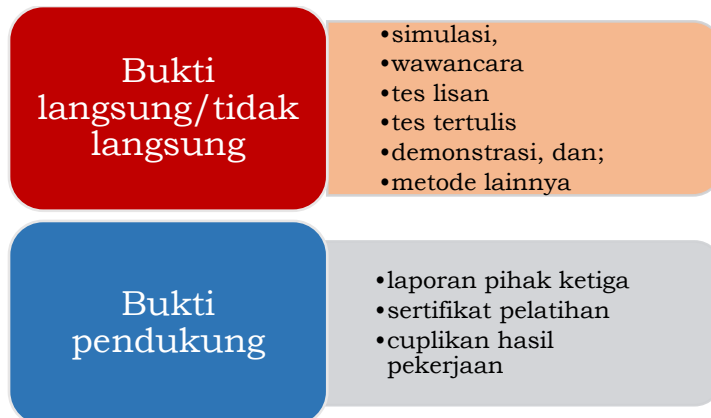 Bukti
langsung/tidak
langsung
•simulasi,
•wawancara
•tes lisan
•tes tertulis
•demonstrasi, dan;
•metode lainnya
Bukti
pendukung
•laporan pihak ketiga
•sertifikat pelatihan
•cuplikan hasil
pekerjaan